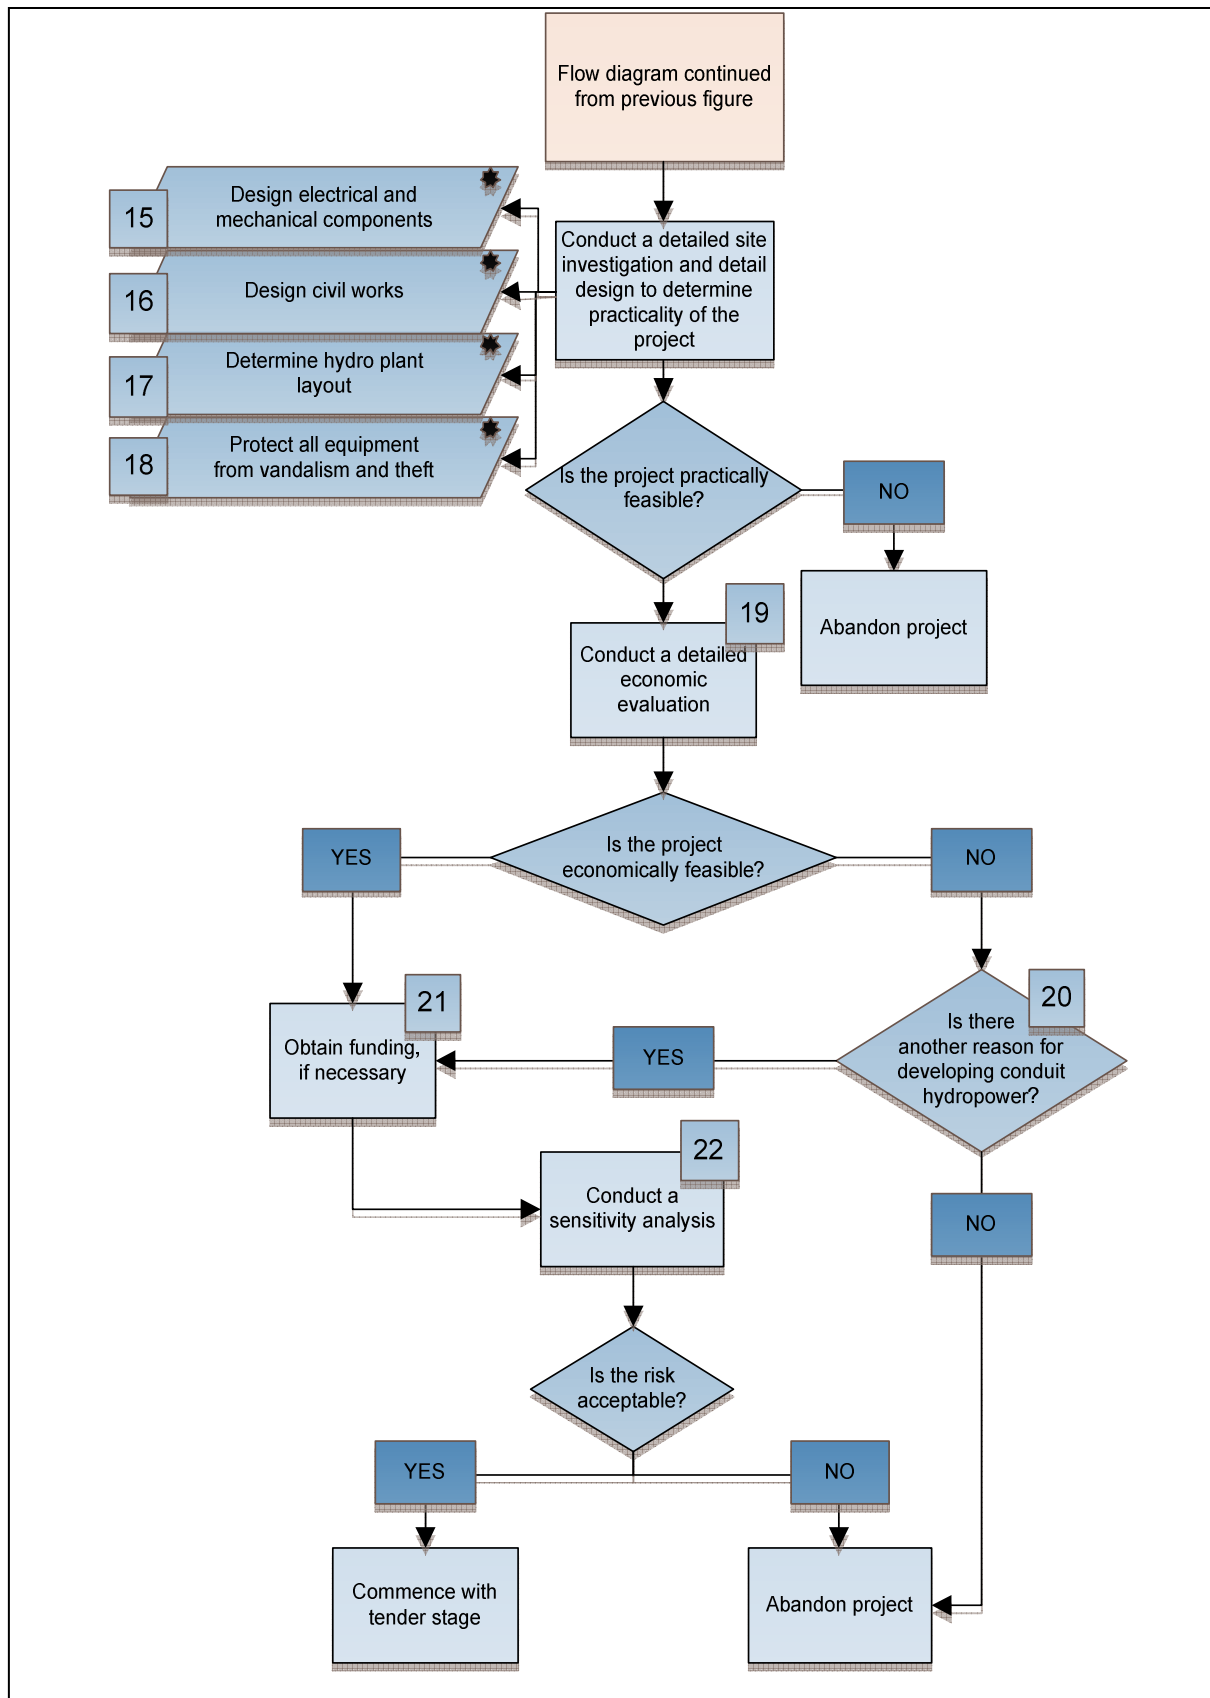 Flow diagram continued
from previous figure
15
Design electrical and
mechanical components
16
Design civil works
17
Determine hydro plant
layout
18
Protect all equipment
from vandalism and theft
Conduct a detailed site
investigation and detail
design to determine
practicality of the
project
Is the project practically
feasible?
NO
Abandon project
19
Conduct a detailed
economic
evaluation
Is the project
economically feasible?
YES
NO
21
Obtain funding,
if necessary
YES
20
Is there
another reason for
developing conduit
hydropower?
22
Conduct a
sensitivity analysis
NO
Is the risk
acceptable?
YES
NO
Commence with
tender stage
Abandon project